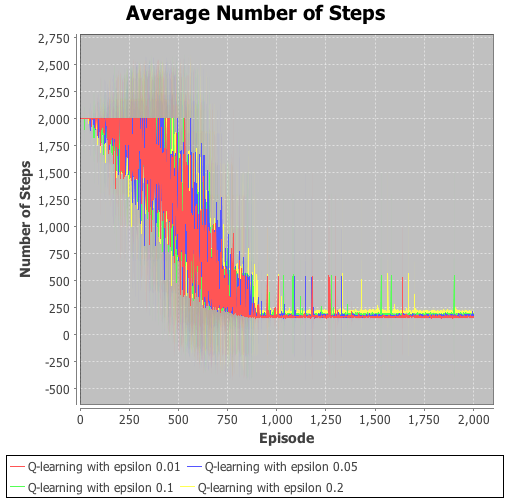 Average Number of Steps
2,750
2,500
2,250
2,000
1,750
1,500
1,250
1,000
750
500
250
0
-250
-500
Number of Steps
0 250 500 750 1,000 1,250 1,500 1,750 2,000
Episode
Q-learning with epsilon 0.01 Q-learning with epsilon 0.05
Q-learning with epsilon 0.1 Q-learning with epsilon 0.2